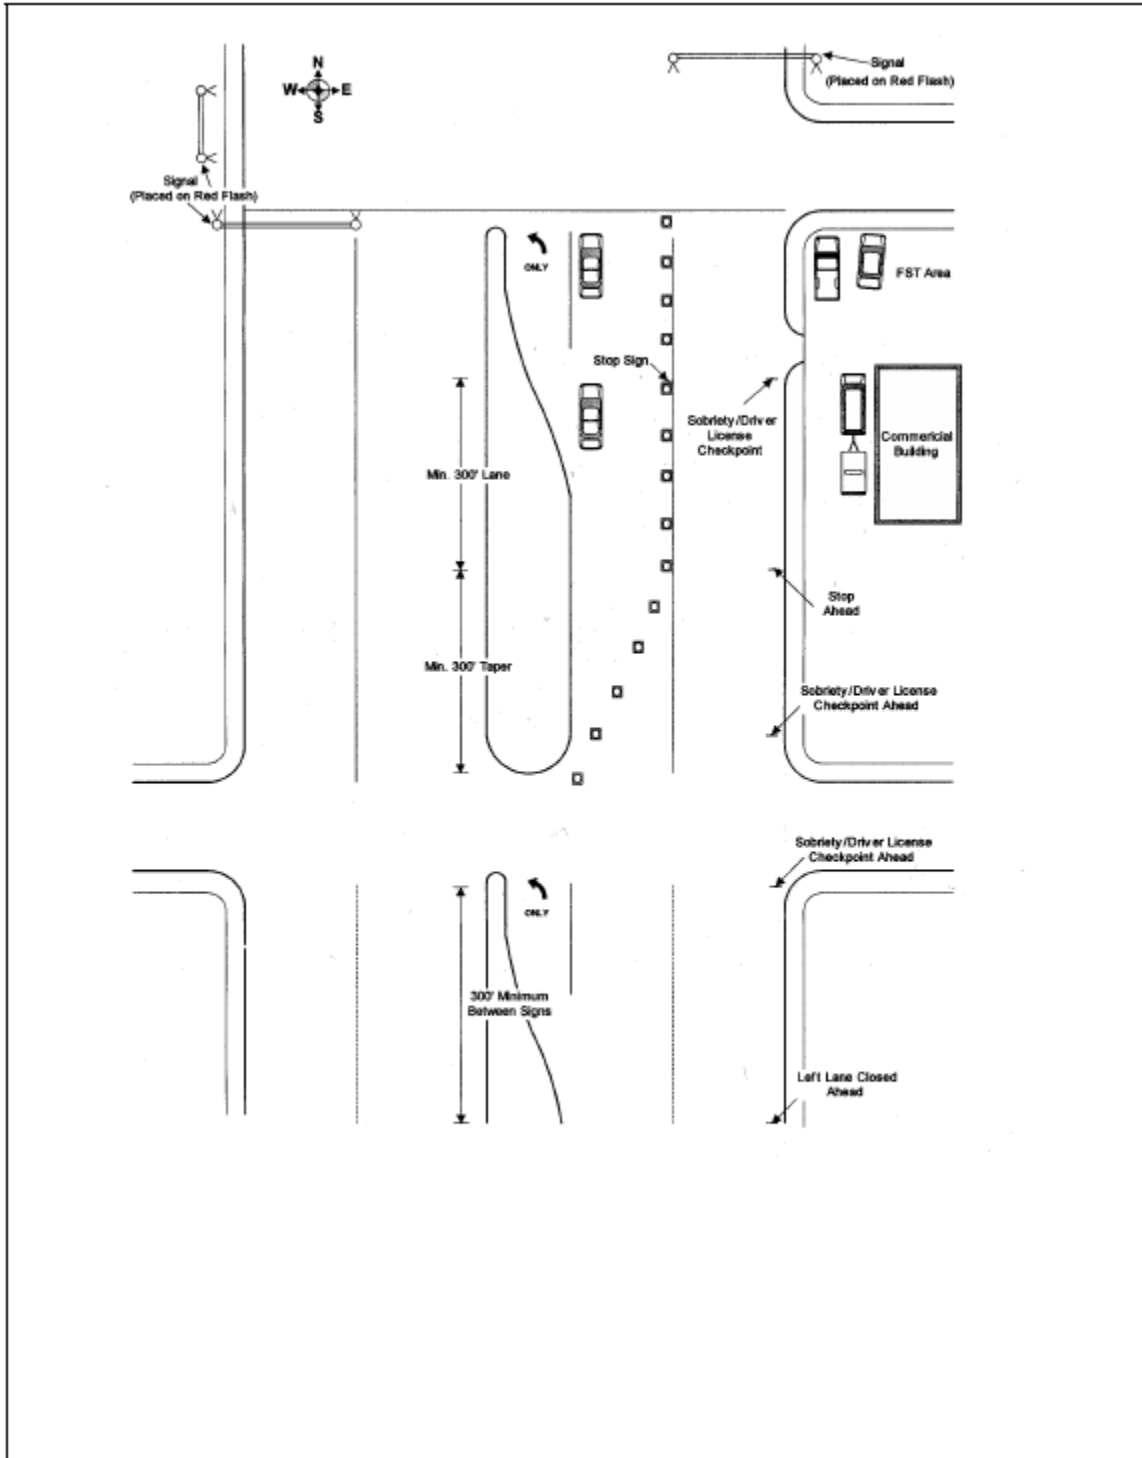 N
W E
S
Signal
(Placed on Red Flash)
Signal
(Placed on Red Flash)
ONLY
FST Area
Stop Sign
Sobriety/Driver
License
Checkpoint
Commericial
Building
Min. 300' Lane
Stop
Ahead
Min. 300' Taper
Sobriety/Driver License
Checkpoint Ahead
Sobriety/Driver License
Checkpoint Ahead
ONLY
300' Minimum
Between Signs
Left Lane Closed
Ahead